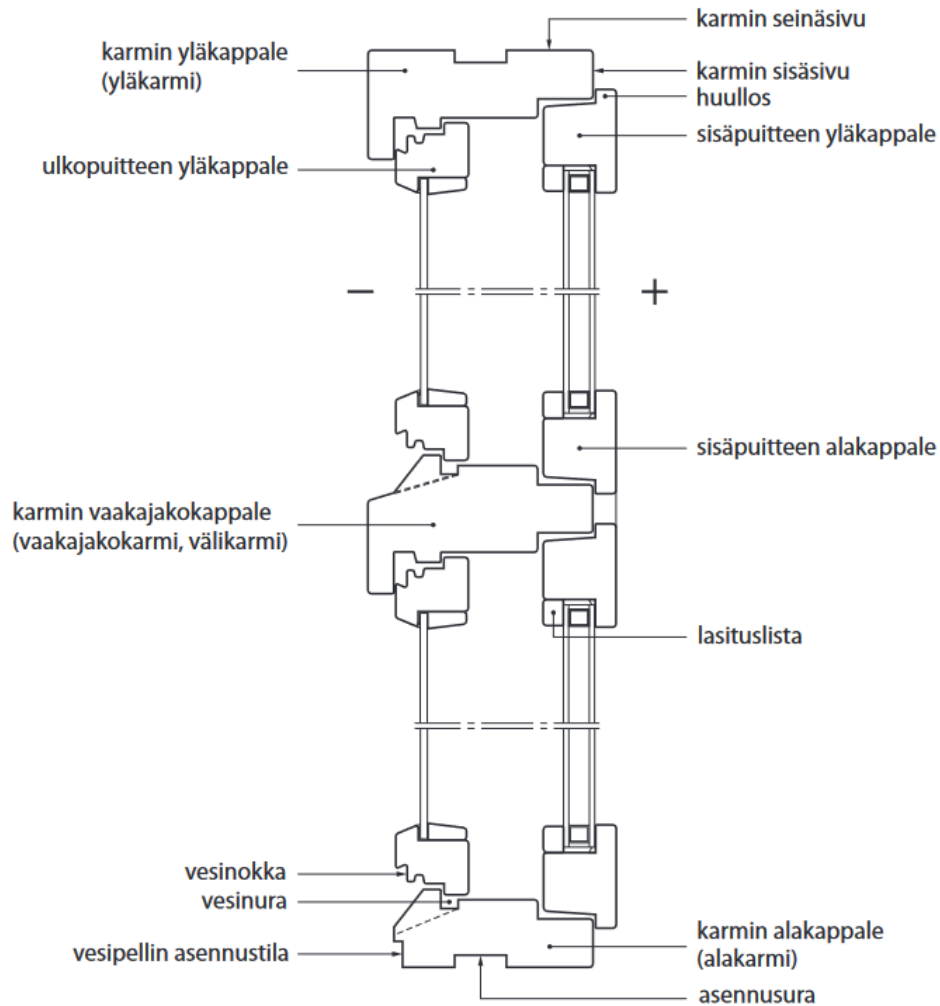 karmin seinäsivu
karmin yläkappale
(yläkarmi)
karmin sisäsivu
huullos
sisäpuitteen yläkappale
ulkopuitteen yläkappale
− +
sisäpuitteen alakappale
karmin vaakajakokappale
(vaakajakokarmi, välikarmi)
lasituslista
vesinokka
vesinura
karmin alakappale
(alakarmi)
vesipellin asennustila
asennusura